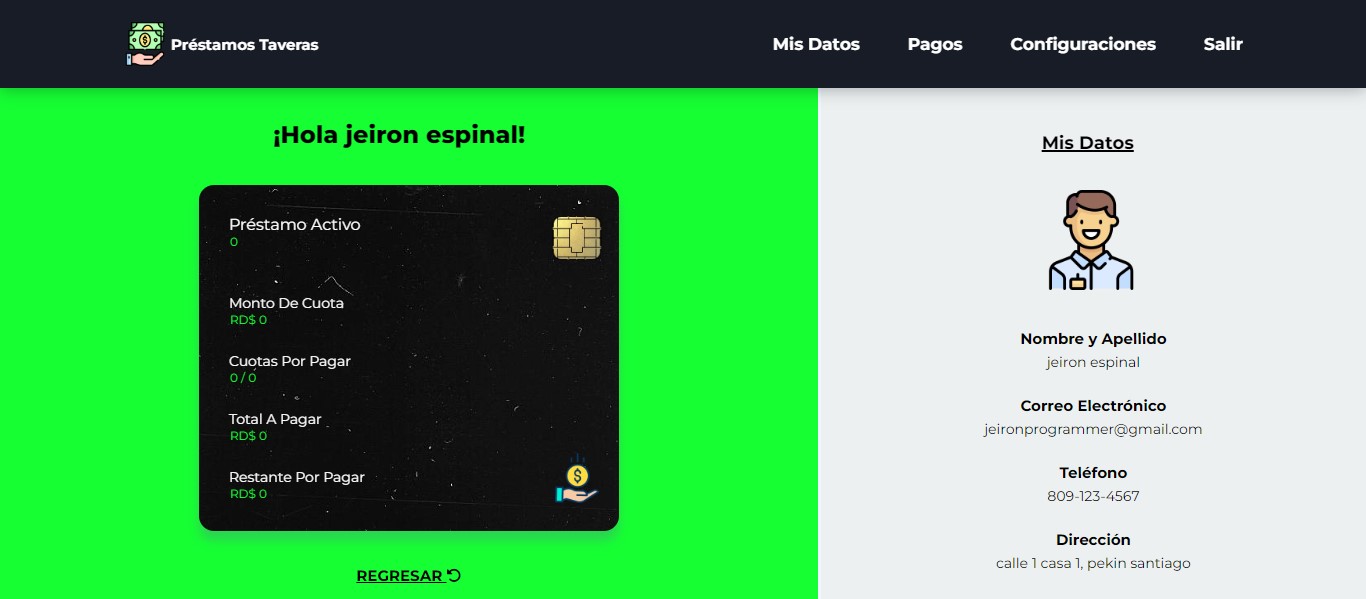 Préstamos Taveras
Mis Datos
Pagos
Configuraciones
Salir
¡Hola jeiron espinal!
Préstamo Activo
0
Monto De Cuota
RD$ 0
Cuotas Por Pagar
0 / 0
Total A Pagar
RD$ 0
Restante Por Pagar
RD$ 0
REGRESAR
Mis Datos
Nombre y Apellido
jeiron espinal
Correo Electrónico
jeironprogrammer@gmail.com
Teléfono
809-123-4567
Dirección
calle 1 casa 1, pekin santiago